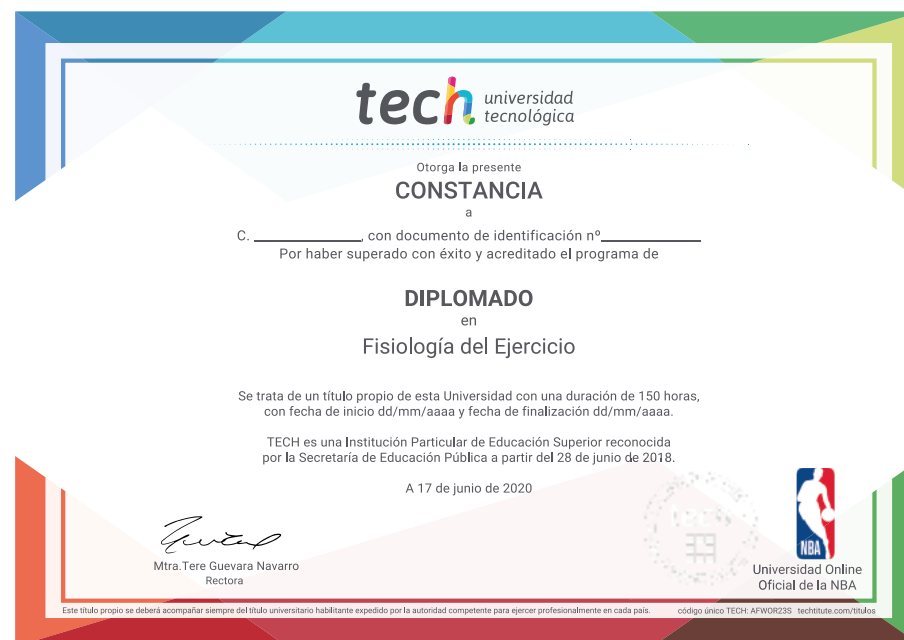 tech universidad
tecnológica
Otorga la presente
CONSTANCIA
a
C. ____________, con documento de identificación nº____________
Por haber superado con éxito y acreditado el programa de
DIPLOMADO
en
Fisiología del Ejercicio
Se trata de un título propio de esta Universidad con una duración de 150 horas,
con fecha de inicio dd/mm/aaaa y fecha de finalización dd/mm/aaaa.
TECH es una Institución Particular de Educación Superior reconocida
por la Secretaría de Educación Pública a partir del 28 de junio de 2018.
A 17 de junio de 2020
tech
NBA
Mtra.Tere Guevara Navarro
Rectora
Universidad Online
Oficial de la NBA
Este título propio se deberá acompañar siempre del título universitario habilitante expedido por la autoridad competente para ejercer profesionalmente en cada país. código único TECH: AFWOR23S techtitute.com/titulos